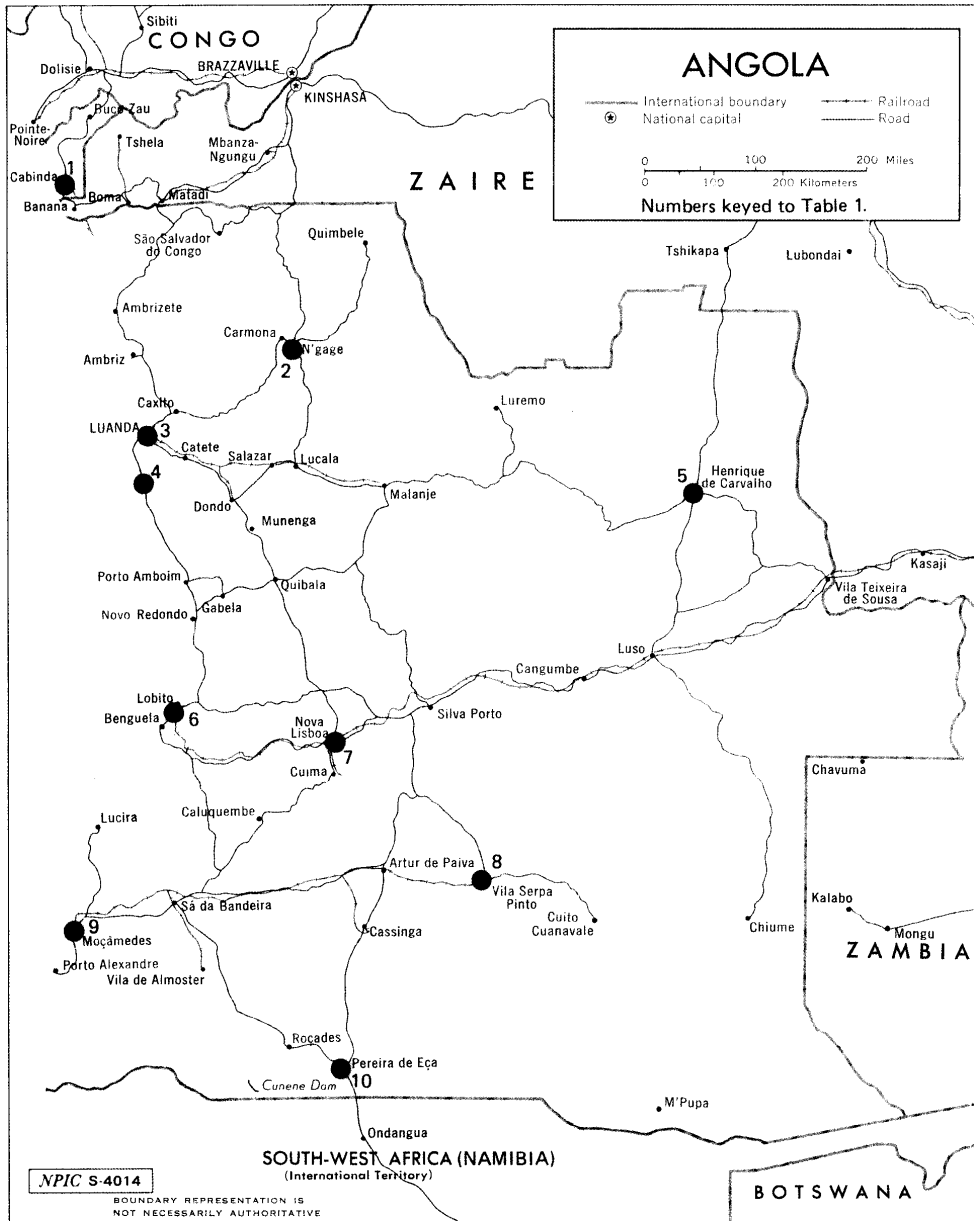 Sibiti
CONGO
Dolisie
BRAZZAVILLE
KINSHASA
Buco Zau
Pointe-
Noire
Tshela
Mbanza-
Ngungu
1
Cabinda
Boma
Matadi
Banana
ZAIRE
ANGOLA
International boundary
National capital
Railroad
Road
0 100 200 Miles
0 100 200 Kilometers
Numbers keyed to Table 1.
São Salvador
do Congo
Quimbele
Tshikapa
Lubondai
Ambrizete
Carmona
N'gage
2
Ambriz
Caxito
Luremo
LUANDA
3
Catete
Salazar
Lucala
4
Malanje
5
Henrique
de Carvalho
Dondo
Munenga
Kasaji
Porto Amboim
Quibala
Vila Teixeira
de Sousa
Gabela
Novo Redondo
Luso
Cangumbe
Lobito
6
Benguela
Silva Porto
Nova
Lisboa
7
Cuima
Chavuma
Lucira
Caluquembe
Artur de Paiva
8
Vila Serpa
Pinto
Sá da Bandeira
Cuito
Cuanavale
Chiume
Kalabo
Mongu
ZAMBIA
9
Moçâmedes
Cassinga
Porto Alexandre
Vila de Almoster
Roçades
Pereira de Eça
10
Cunene Dam
M'Pupa
Ondangua
SOUTH-WEST AFRICA (NAMIBIA)
(International Territory)
NPIC S-4014
BOTSWANA
BOUNDARY REPRESENTATION IS
NOT NECESSARILY AUTHORITATIVE